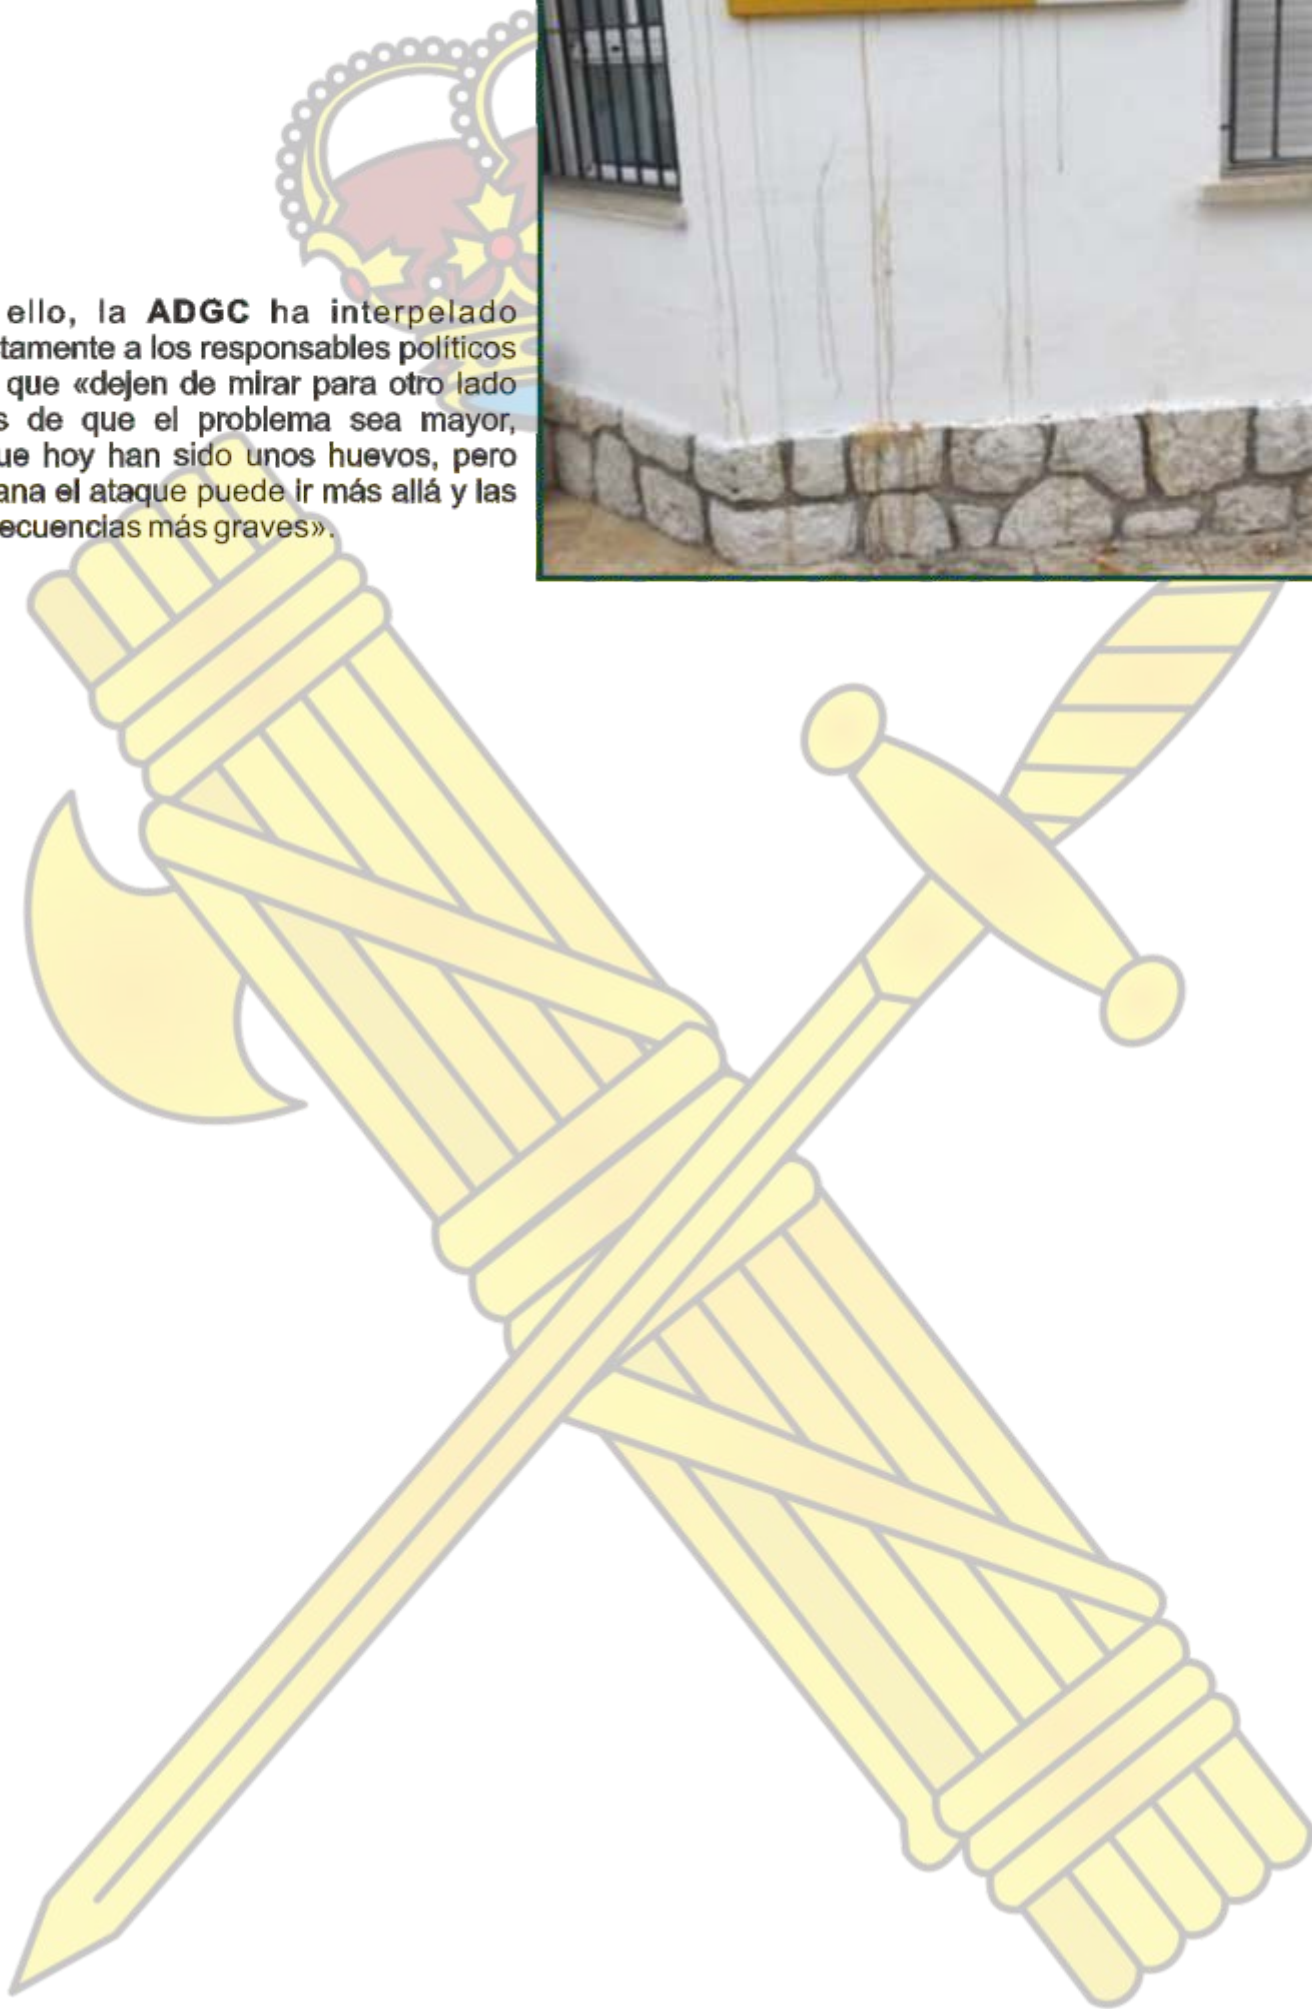 ello, la ADGC ha interpelado
tamente a los responsables políticos
que «dejen de mirar para otro lado
s de que el problema sea mayor,
ue hoy han sido unos huevos, pero
ana el ataque puede ir más allá y las
ecuencias más graves».